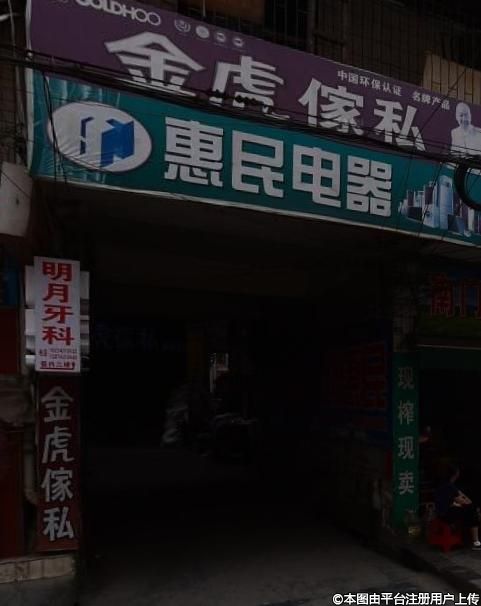 GOLDHOO
中国环保认证 名牌产品
金虎傢私
惠民电器
明月牙科
金虎傢私
现榨现卖
©本图由平台注册用户上传